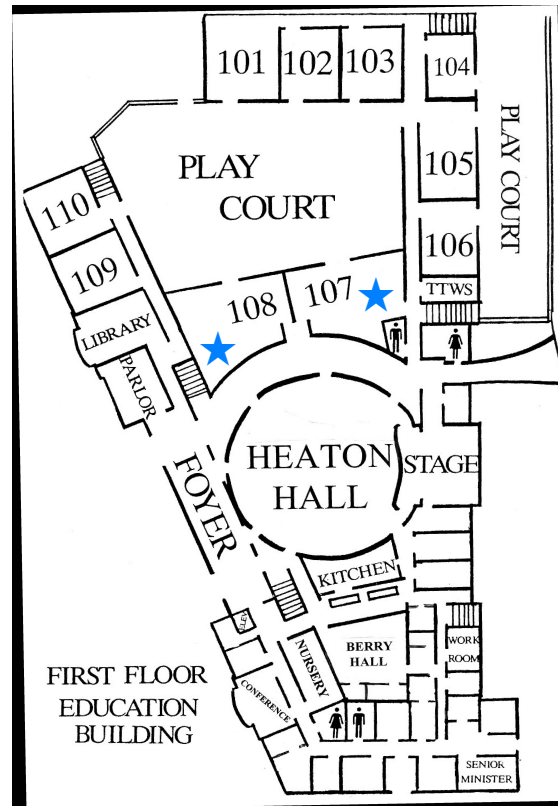 101
102
103
104
PLAY
COURT
PLAY COURT
105
110
106
109
TTWS
107
108
LIBRARY
PARLOR
HEATON
HALL
STAGE
FOYER
KITCHEN
ELEV
NURSERY
BERRY
HALL
WORK
ROOM
FIRST FLOOR
EDUCATION
BUILDING
CONFERENCE
SENIOR
MINISTER